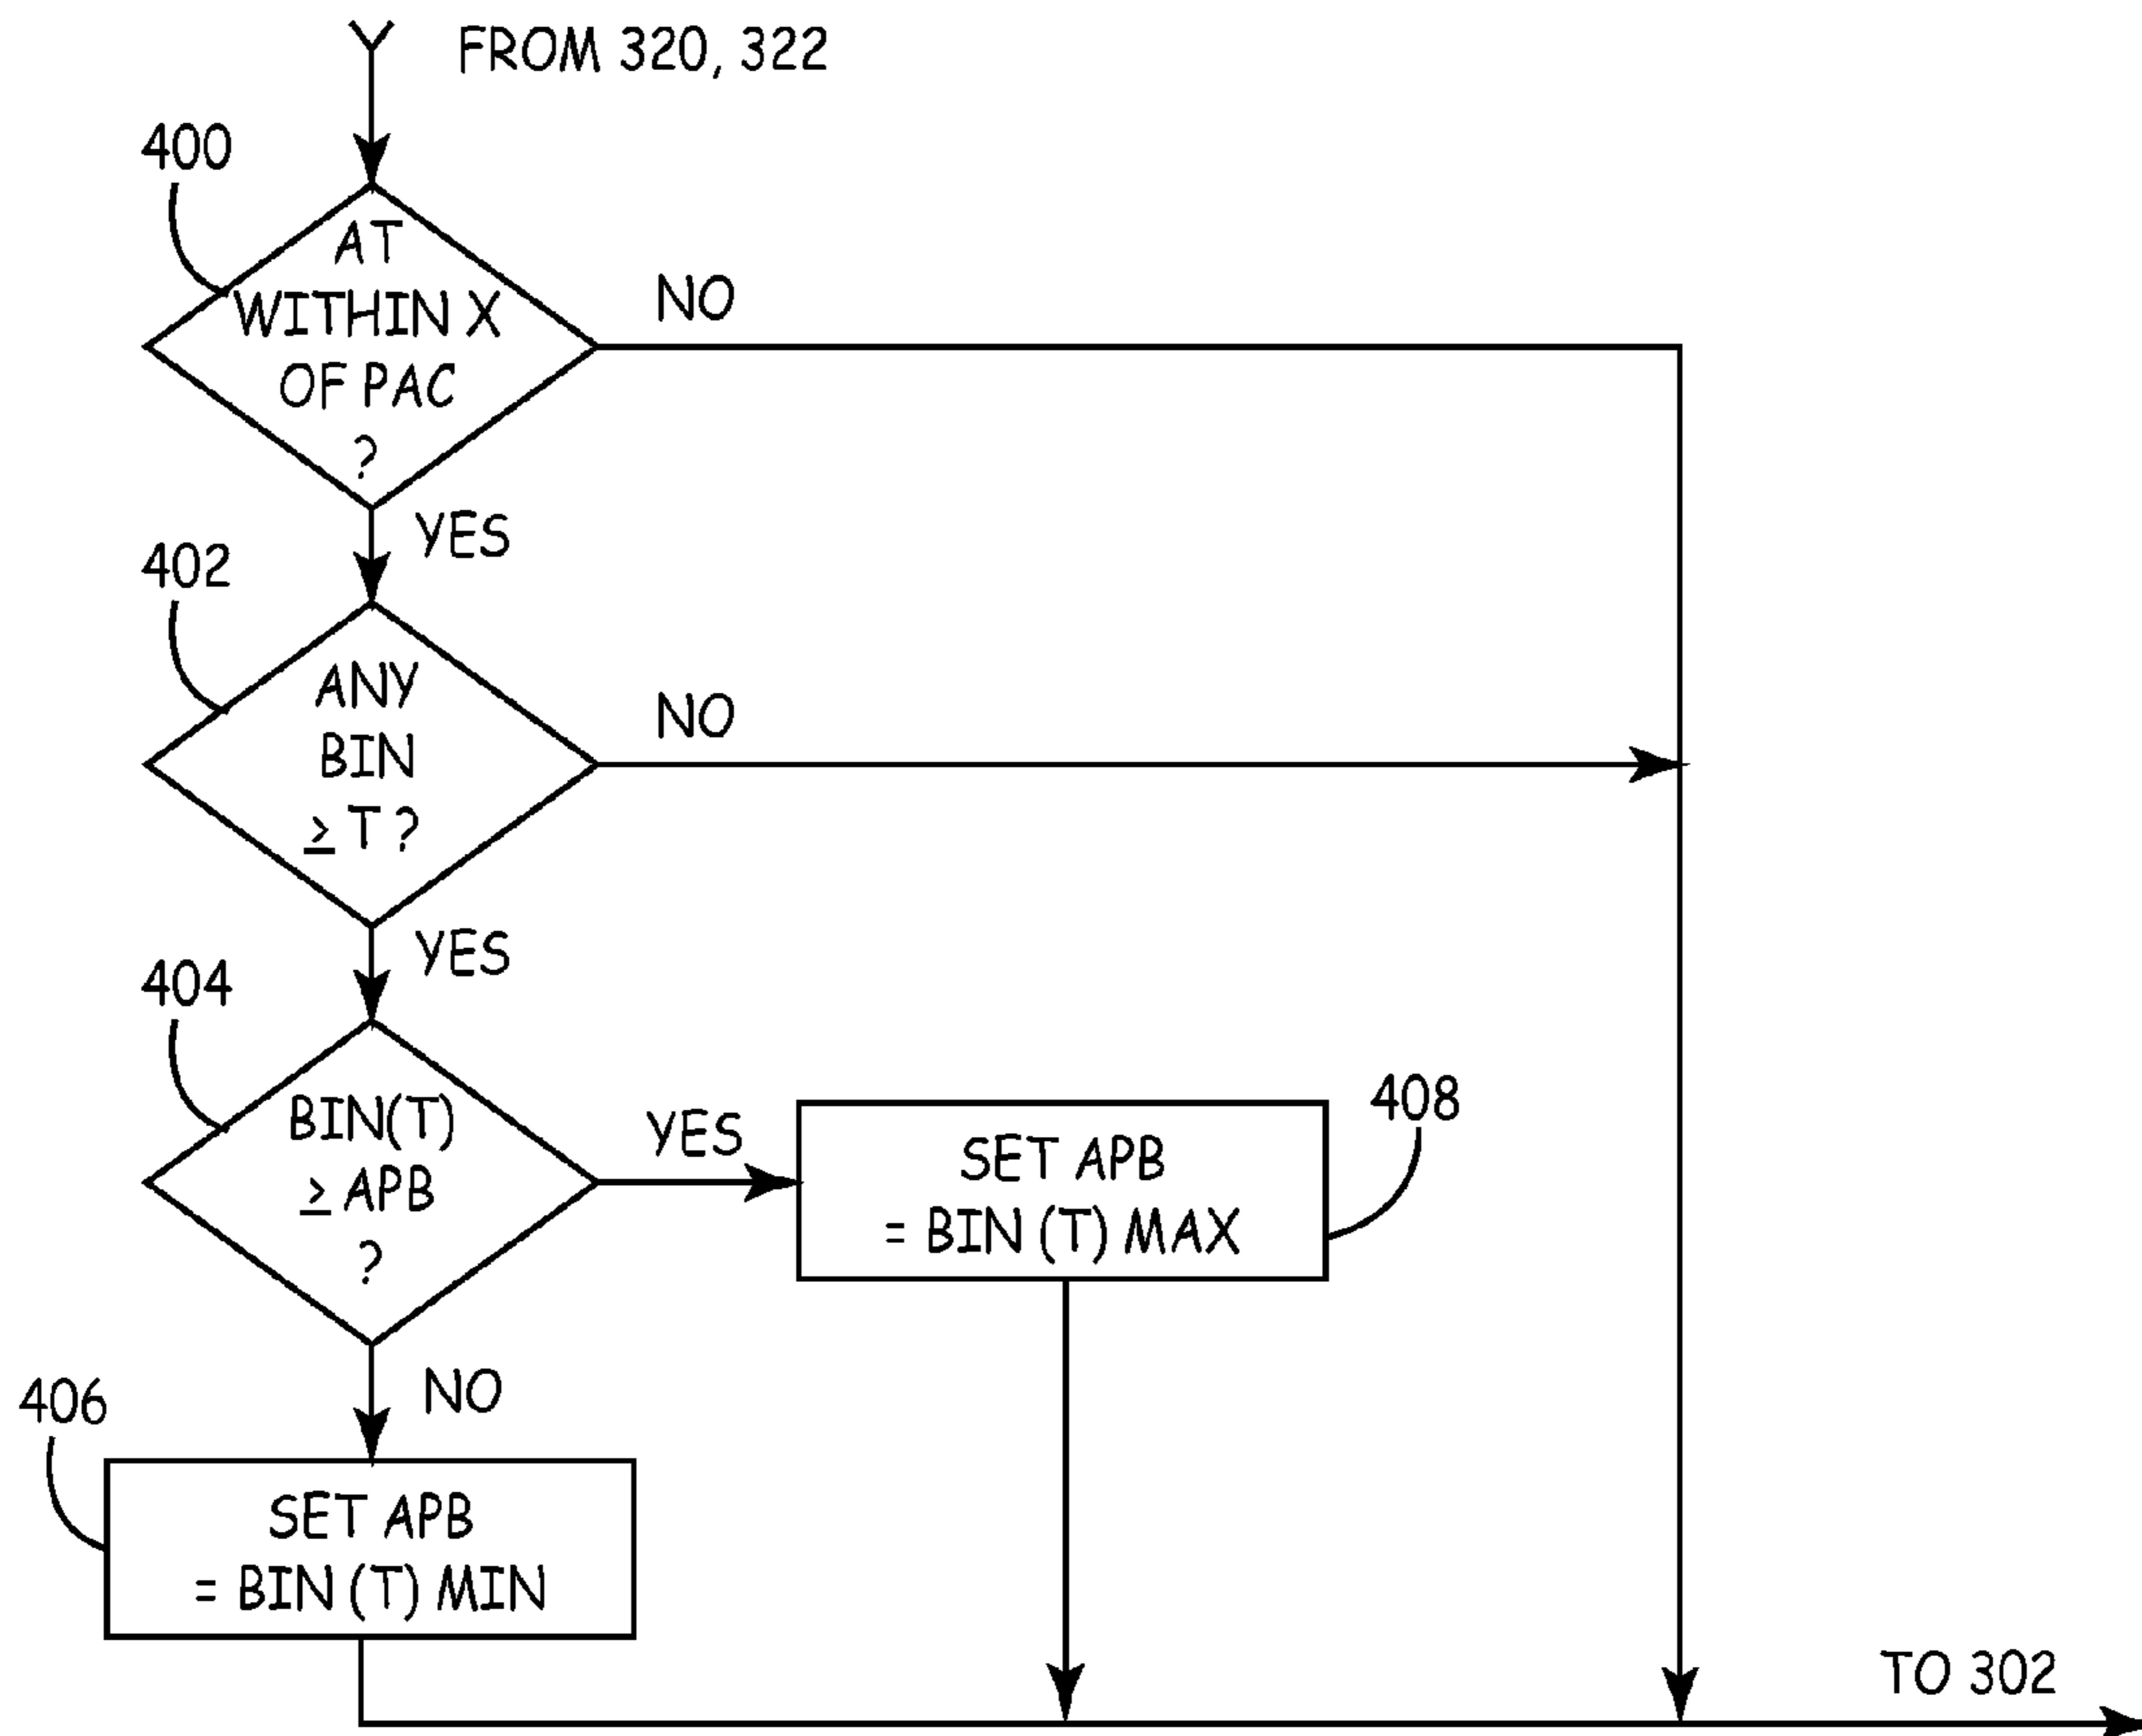 FROM 320, 322
400
AT
WITHIN X
OF PAC
?
NO
YES
402
ANY
BIN
≥ T ?
NO
YES
404
BIN(T)
≥ APB
?
YES
SET APB
= BIN (T) MAX
408
NO
406
SET APB
= BIN (T) MIN
TO 302